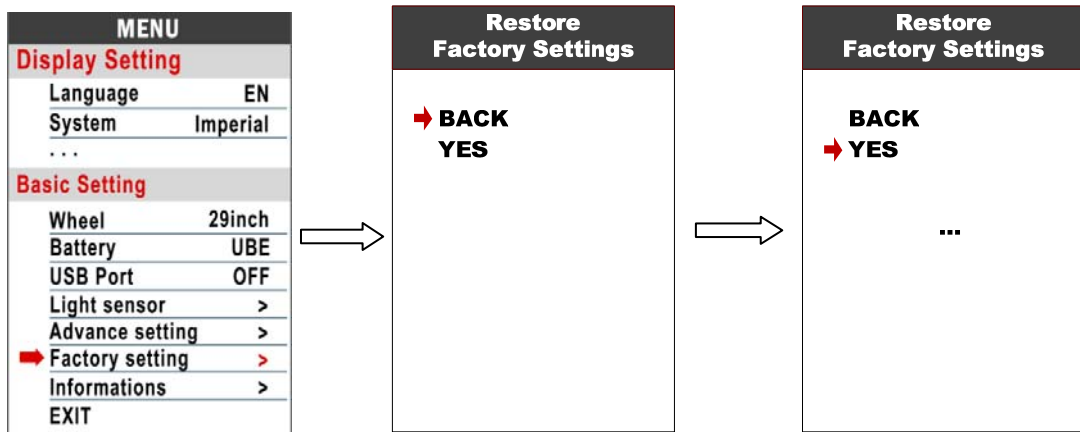 MENU
Display Setting
Language EN
System Imperial
. . .
Basic Setting
Wheel 29inch
Battery UBE
USB Port OFF
Light sensor >
Advance setting >
Factory setting >
Informations >
EXIT
Restore
Factory Settings
BACK
YES
Restore
Factory Settings
BACK
YES
...